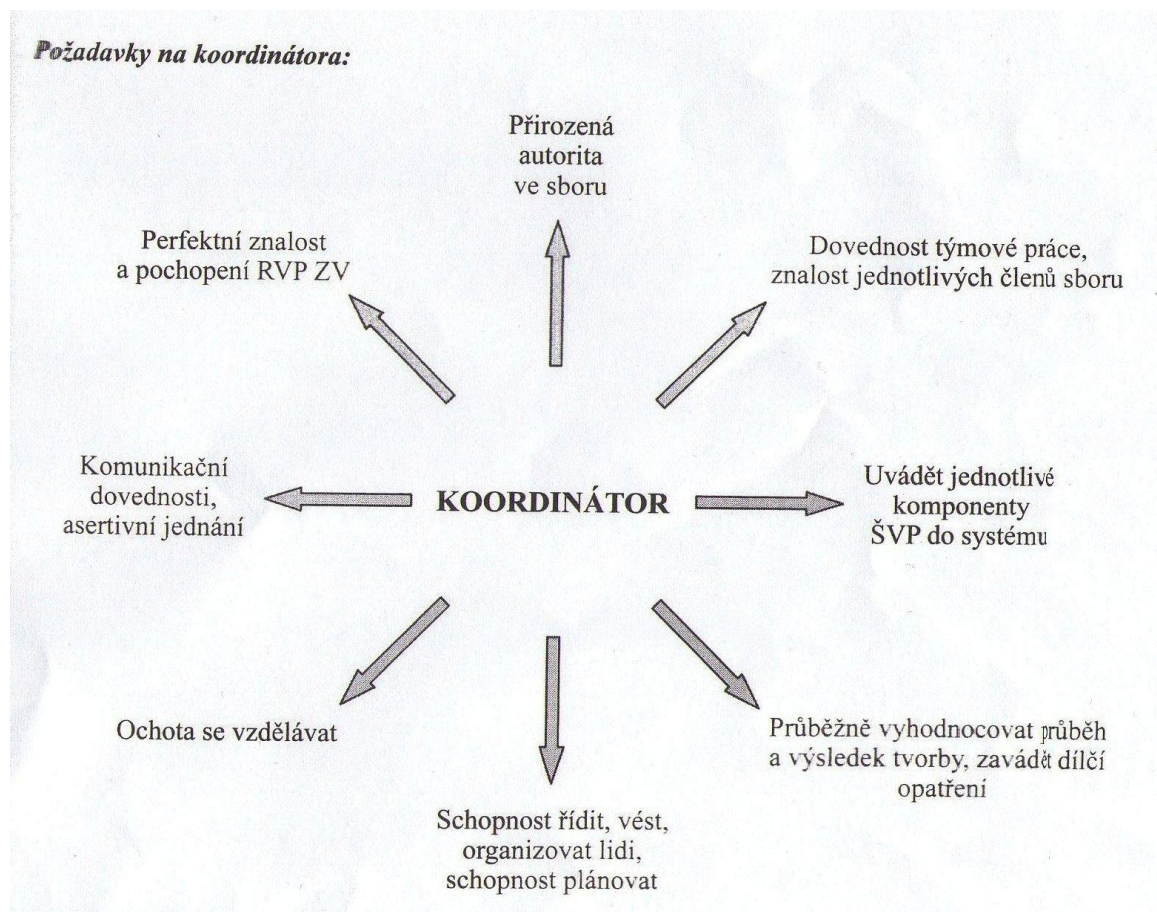 Požadavky na koordinátora:
Přirozená
autorita
ve sboru
Perfektní znalost
a pochopení RVP ZV
Dovednost týmové práce,
znalost jednotlivých členů sboru
Komunikační
dovednosti,
asertivní jednání
KOORDINÁTOR
Uvádět jednotlivé
komponenty
ŠVP do systému
Ochota se vzdělávat
Průběžně vyhodnocovat průběh
a výsledek tvorby, zavádět dílčí
opatření
Schopnost řídit, vést,
organizovat lidi,
schopnost plánovat